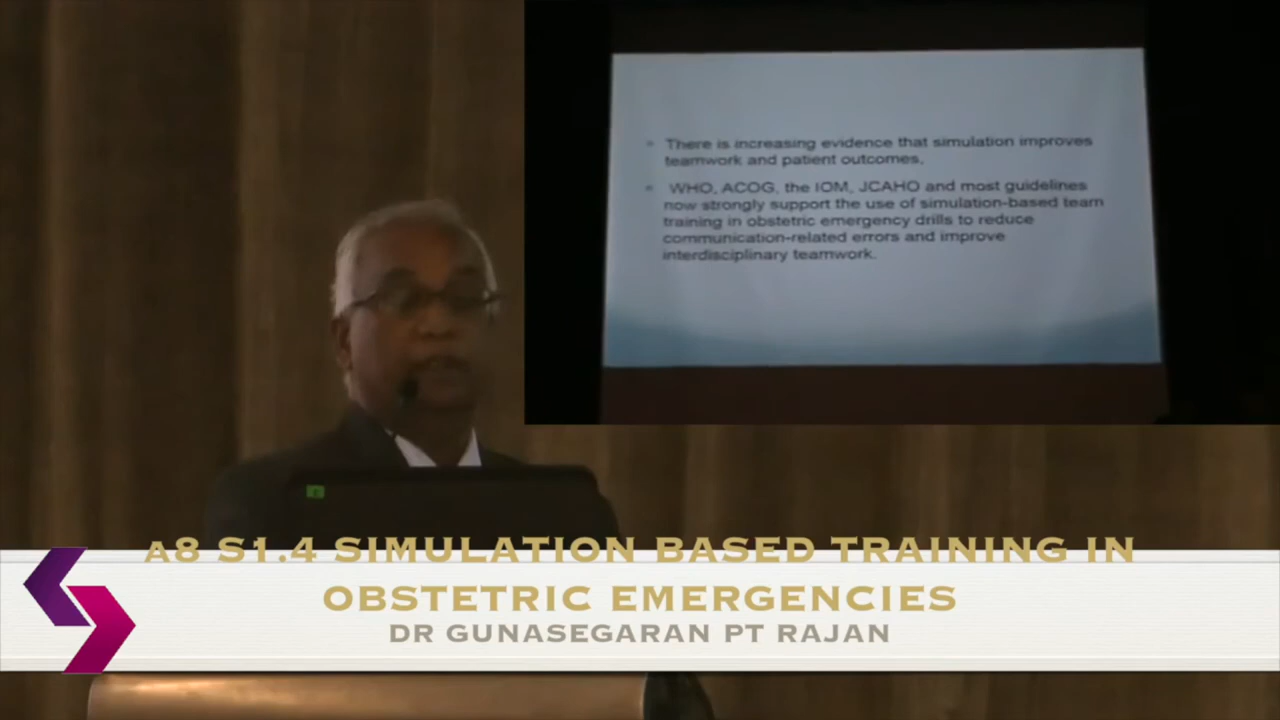 There is increasing evidence that simulation improves
teamwork and patient outcomes.
WHO, ACOG, the IOM, JCAHO and most guidelines
now strongly support the use of simulation-based team
training in obstetric emergency drills to reduce
communication-related errors and improve
interdisciplinary teamwork.
A8 S1.4 SIMULATION BASED TRAINING IN
OBSTETRIC EMERGENCIES
DR GUNASEGARAN PT RAJAN